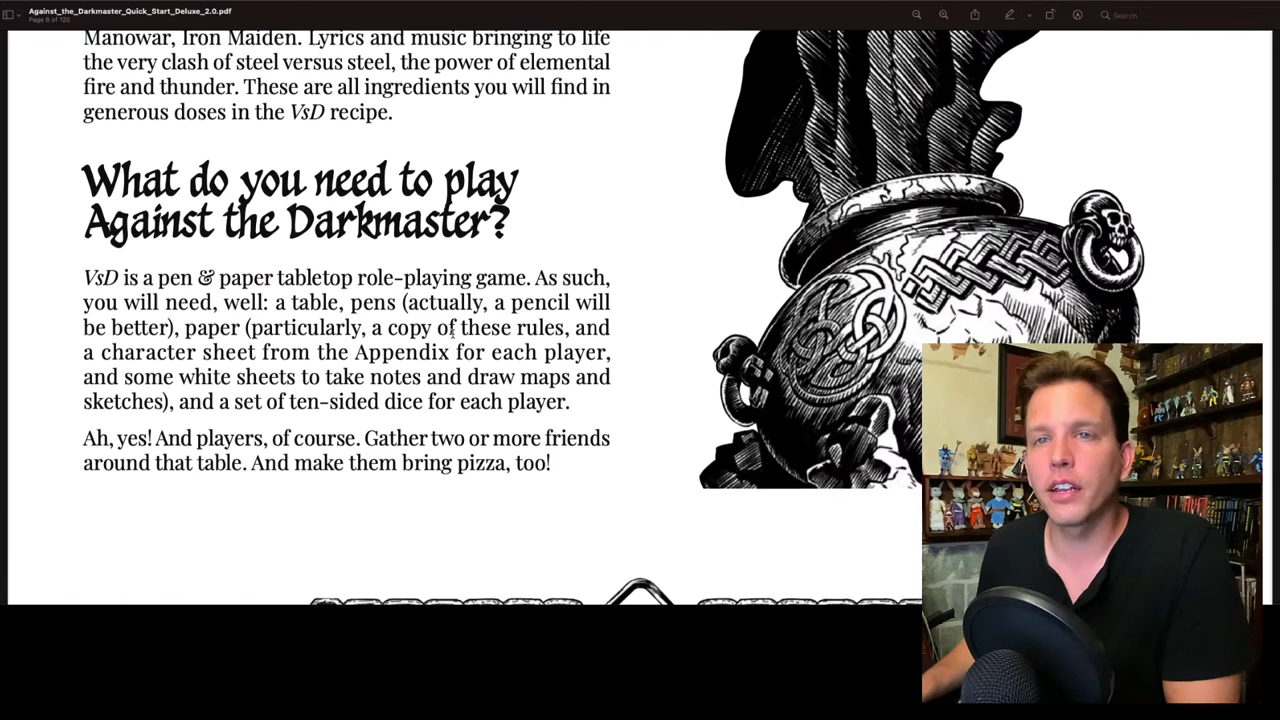 Against_the_Darkmaster_Quick_Start_Deluxe_2.0.pdf
Page 6 of 120
Search
Manowar, Iron Maiden. Lyrics and music bringing to life
the very clash of steel versus steel, the power of elemental
fire and thunder. These are all ingredients you will find in
generous doses in the VsD recipe.
What do you need to play
Against the Darkmaster?
VsD is a pen & paper tabletop role-playing game. As such,
you will need, well: a table, pens (actually, a pencil will
be better), paper (particularly, a copy of these rules, and
a character sheet from the Appendix for each player,
and some white sheets to take notes and draw maps and
sketches), and a set of ten-sided dice for each player.
Ah, yes! And players, of course. Gather two or more friends
around that table. And make them bring pizza, too!